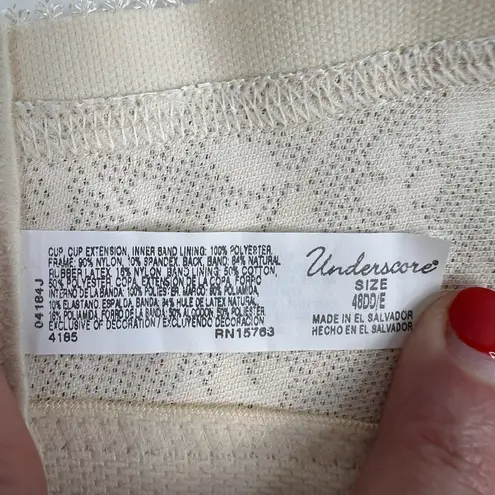 04184J
CUP, CUP EXTENSION, INNER BAND LINING: 100% POLYESTER,
FRAME: 90% NYLON, 10% SPANDEX, BACK, BAND: 84% NATURAL
RUBBER LATEX, 16% NYLON, BAND LINING: 50% COTTON,
50% POLYESTER. COPA, EXTENSION DE LA COPA, FORRO
INTERNO DE LA BANDA: 100% POLIESTER, MARCO: 90% POLIAMIDA,
10% ELASTANO, ESPALDA, BANDA: 84% HULE DE LATEX NATURAL,
16% POLIAMIDA, FORRO DE BANDA: 50% ALGODON, 50% POLIESTER.
EXCLUSIVE OF DECORATION / EXCLUYENDO DECORACION
4185 RN15763
Underscore®
SIZE
48DD/E
MADE IN EL SALVADOR
HECHO EN EL SALVADOR